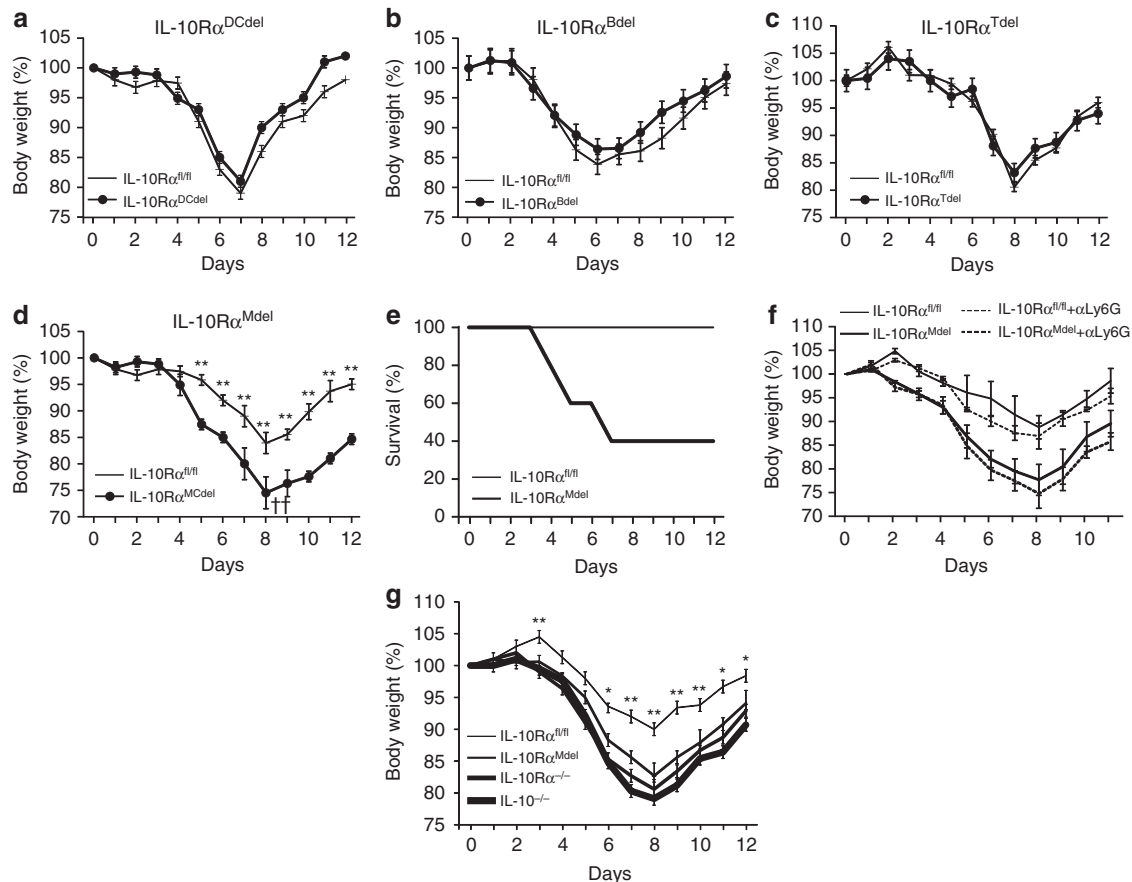 a
IL-10Rα^DCdel
105
100
95
90
85
80
75
Body weight (%)
IL-10Rα^fl/fl
IL-10Rα^DCdel
0 2 4 6 8 10 12
Days
b
IL-10Rα^Bdel
105
100
95
90
85
80
75
Body weight (%)
IL-10Rα^fl/fl
IL-10Rα^Bdel
0 2 4 6 8 10 12
Days
c
IL-10Rα^Tdel
110
105
100
95
90
85
80
75
Body weight (%)
IL-10Rα^fl/fl
IL-10Rα^Tdel
0 2 4 6 8 10 12
Days
d
IL-10Rα^Mdel
105
100
95
90
85
80
75
70
Body weight (%)
** ** ** ** ** ** ** **
††
IL-10Rα^fl/fl
IL-10Rα^MCdel
0 2 4 6 8 10 12
Days
e
100
80
60
40
20
0
Survival (%)
IL-10Rα^fl/fl
IL-10Rα^Mdel
0 3 6 9 12
Days
f
IL-10Rα^fl/fl
IL-10Rα^Mdel
IL-10Rα^fl/fl+αLy6G
IL-10Rα^Mdel+αLy6G
105
100
95
90
85
80
75
70
Body weight (%)
0 2 4 6 8 10
Days
g
110
105
100
95
90
85
80
75
Body weight (%)
** * ** ** ** ** * *
IL-10Rα^fl/fl
IL-10Rα^Mdel
IL-10Rα^–/–
IL-10^–/–
0 2 4 6 8 10 12
Days